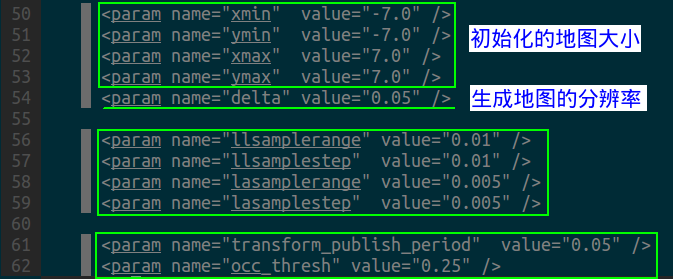 50 <param name="xmin" value="-7.0" />
51 <param name="ymin" value="-7.0" />
初始化的地图大小
52 <param name="xmax" value="7.0" />
53 <param name="ymax" value="7.0" />
54 <param name="delta" value="0.05" />
生成地图的分辨率
55
56 <param name="llsamplerange" value="0.01" />
57 <param name="llsamplestep" value="0.01" />
58 <param name="lasamplerange" value="0.005" />
59 <param name="lasamplestep" value="0.005" />
60
61 <param name="transform_publish_period" value="0.05" />
62 <param name="occ_thresh" value="0.25" />